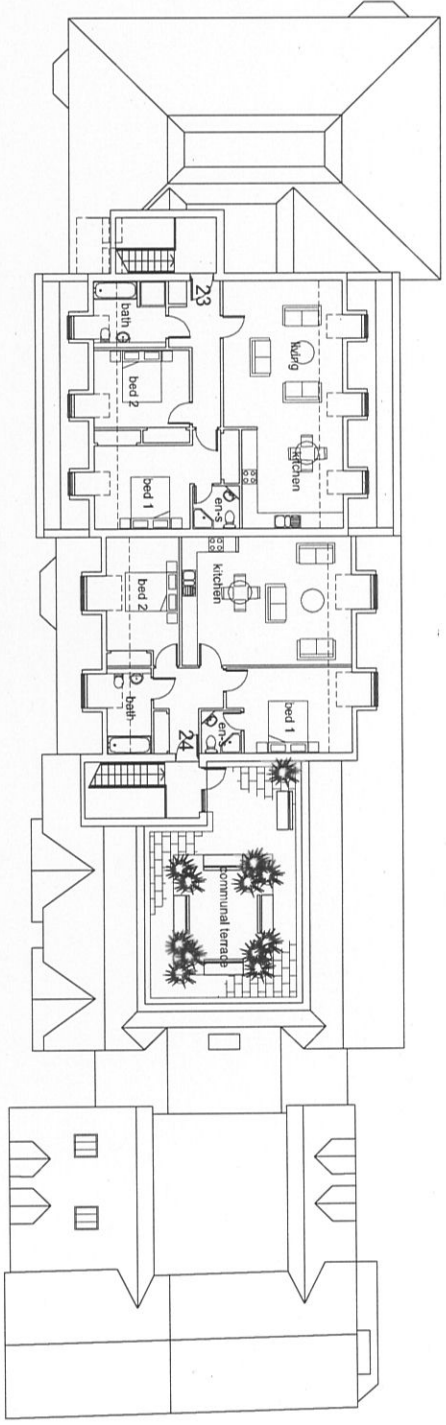 23
living
kitchen
bath
bed 2
bed 1
en-s
kitchen
bed 2
bath
bed 1
en-s
24
communal terrace